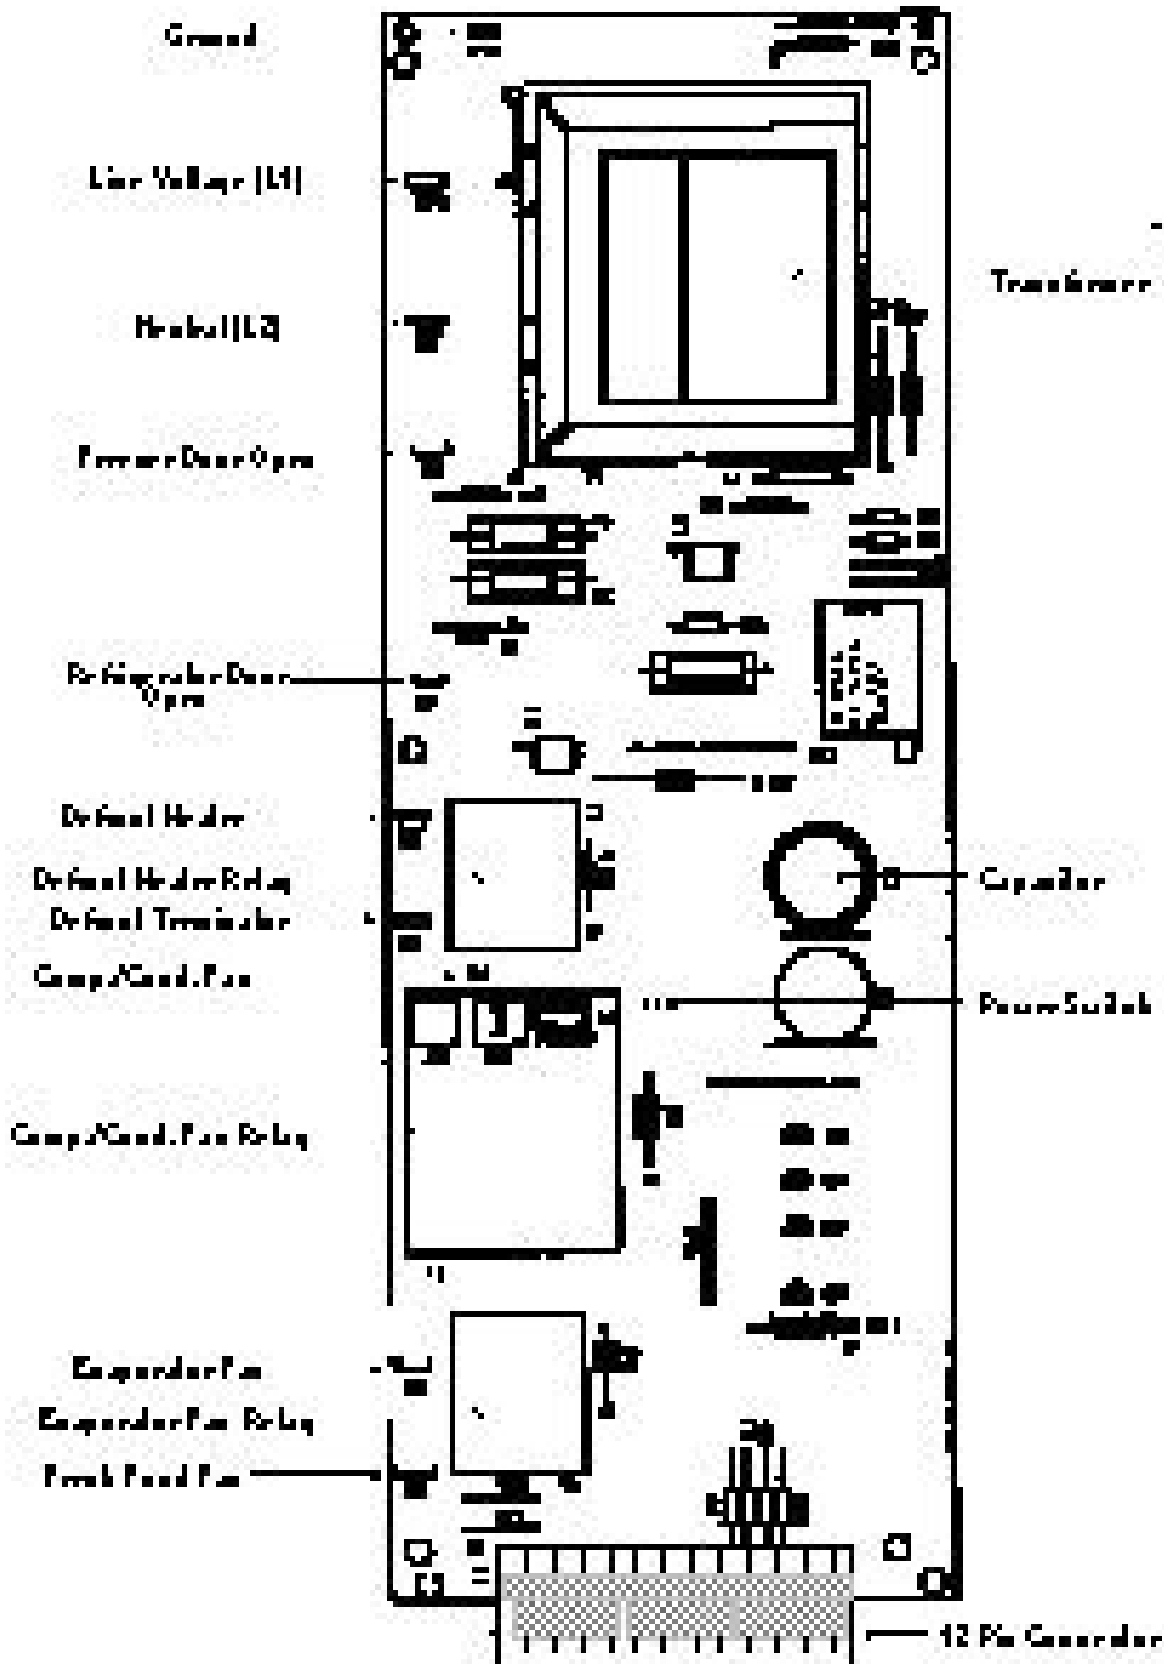 Ground
Line Voltage (L1)
Transformer
Neutral (L2)
Freezer Door Open
Refrigerator Door
Open
Defrost Heater
Defrost Heater Relay
Capacitor
Defrost Terminator
Comp./Cond. Fan
Power Switch
Comp./Cond. Fan Relay
Evaporator Fan
Evaporator Fan Relay
Fresh Food Fan
12 Pin Connector